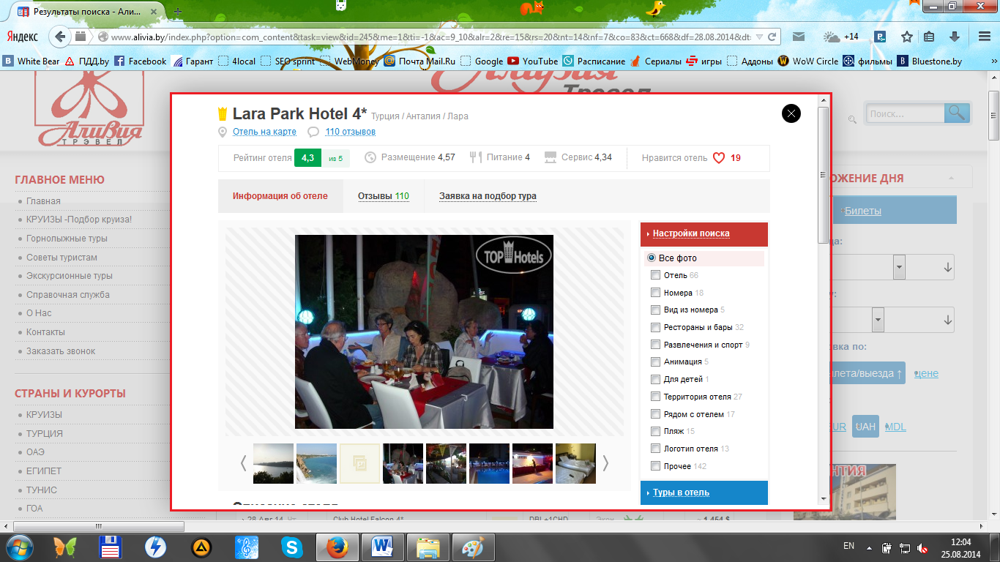 Результаты поиска - Али...
Яндекс
www.alivia.by/index.php?option=com_content&task=view&id=245&me=1&ti=-1&ac=9_10&alr=2&re=15&rs=20&nt=14&nf=7&co=83&ct=668&df=28.08.2014&dt
+14
White Bear ПДД.by Facebook Гарант 4local SEO sprint WebMoney Почта Mail.Ru Google YouTube Расписание Сериалы игры Аддоны WoW Circle фильмы Bluestone.by
Аливия
Трэвел
АлиВия
ТРЭВЕЛ
Поиск...
ГЛАВНОЕ МЕНЮ
Главная
КРУИЗЫ -Подбор круиза!
Горнолыжные туры
Советы туристам
Экскурсионные туры
Справочная служба
О Нас
Контакты
Заказать звонок
СТРАНЫ И КУРОРТЫ
КРУИЗЫ
ТУРЦИЯ
ОАЭ
ЕГИПЕТ
ТУНИС
ГОА
Lara Park Hotel 4* Турция / Анталия / Лара
Отель на карте 110 отзывов
Рейтинг отеля 4,3 из 5 Размещение 4,57 Питание 4 Сервис 4,34 Нравится отель 19
Информация об отеле Отзывы 110 Заявка на подбор тура
TOP Hotels
Настройки поиска
Все фото
Отель 66
Номера 18
Вид из номера 5
Рестораны и бары 32
Развлечения и спорт 9
Анимация 5
Для детей 1
Территория отеля 27
Рядом с отелем 17
Пляж 15
Логотип отеля 13
Прочее 142
Туры в отель
ОЖЕНИЕ ДНЯ
Билеты
да:
у:
вка по:
лета/выезда ↑ цене
UR UAH MDL
НТИЯ
28 Авг 14, Чт Club Hotel Falcon 4* DBL+1CHD Экон 1 454 $
EN
12:04
25.08.2014